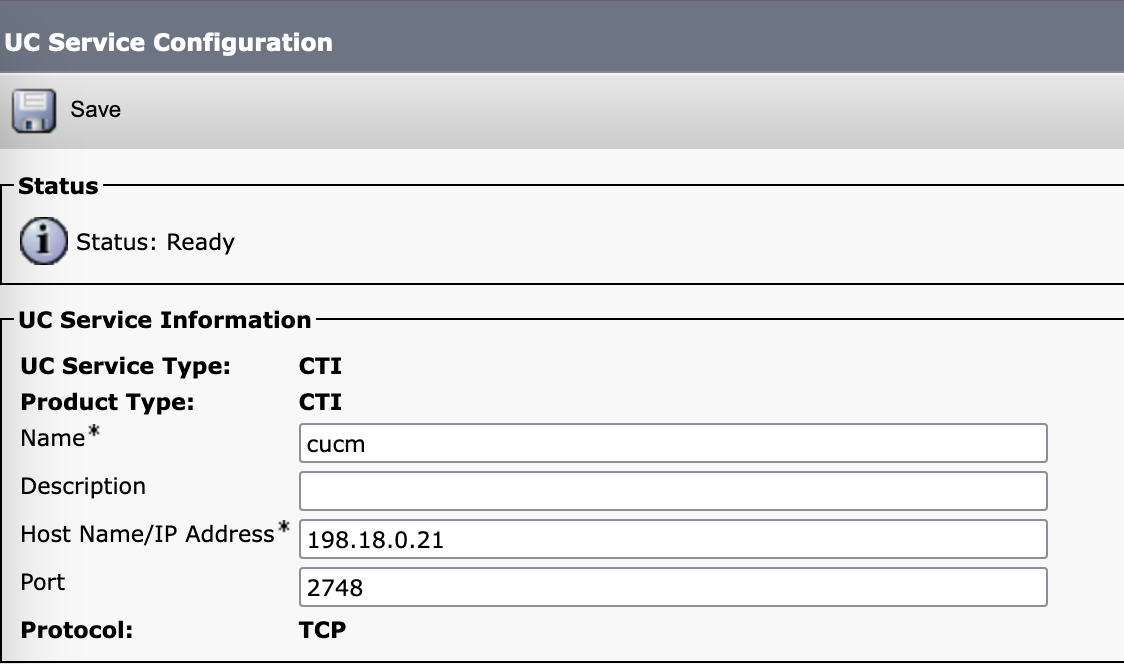 UC Service Configuration
Save
Status
Status: Ready
UC Service Information
UC Service Type: CTI
Product Type: CTI
Name* cucm
Description
Host Name/IP Address* 198.18.0.21
Port 2748
Protocol: TCP